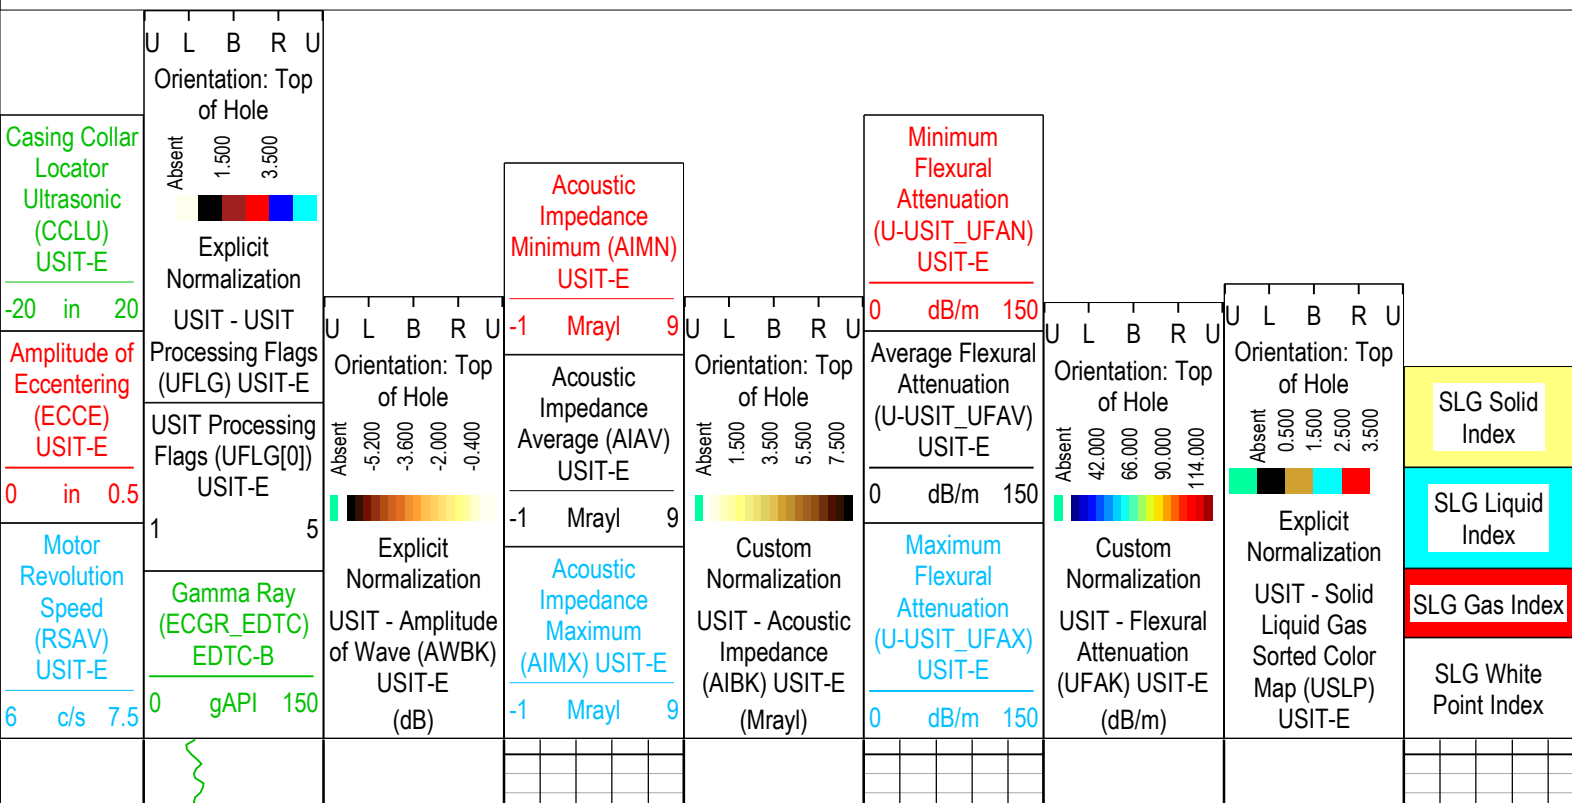 Casing Collar
Locator
Ultrasonic
(CCLU)
USIT-E
-20 in 20
Amplitude of
Eccentering
(ECCE)
USIT-E
0 in 0.5
Motor
Revolution
Speed
(RSAV)
USIT-E
6 c/s 7.5
U L B R U
Orientation: Top
of Hole
Absent
1.500
3.500
Explicit
Normalization
USIT - USIT
Processing Flags
(UFLG) USIT-E
USIT Processing
Flags (UFLG[0])
USIT-E
1 5
Gamma Ray
(ECGR_EDTC)
EDTC-B
0 gAPI 150
U L B R U
Orientation: Top
of Hole
Absent
-5.200
-3.600
-2.000
-0.400
Explicit
Normalization
USIT - Amplitude
of Wave (AWBK)
USIT-E
(dB)
Acoustic
Impedance
Minimum (AIMN)
USIT-E
-1 Mrayl 9
Acoustic
Impedance
Average (AIAV)
USIT-E
-1 Mrayl 9
Acoustic
Impedance
Maximum
(AIMX) USIT-E
-1 Mrayl 9
U L B R U
Orientation: Top
of Hole
Absent
1.500
3.500
5.500
7.500
Custom
Normalization
USIT - Acoustic
Impedance
(AIBK) USIT-E
(Mrayl)
Minimum
Flexural
Attenuation
(U-USIT_UFAN)
USIT-E
0 dB/m 150
Average Flexural
Attenuation
(U-USIT_UFAV)
USIT-E
0 dB/m 150
Maximum
Flexural
Attenuation
(U-USIT_UFAX)
USIT-E
0 dB/m 150
U L B R U
Orientation: Top
of Hole
Absent
42.000
66.000
90.000
114.000
Custom
Normalization
USIT - Flexural
Attenuation
(UFAK) USIT-E
(dB/m)
U L B R U
Orientation: Top
of Hole
Absent
0.500
1.500
2.500
3.500
Explicit
Normalization
USIT - Solid
Liquid Gas
Sorted Color
Map (USLP)
USIT-E
SLG Solid
Index
SLG Liquid
Index
SLG Gas Index
SLG White
Point Index